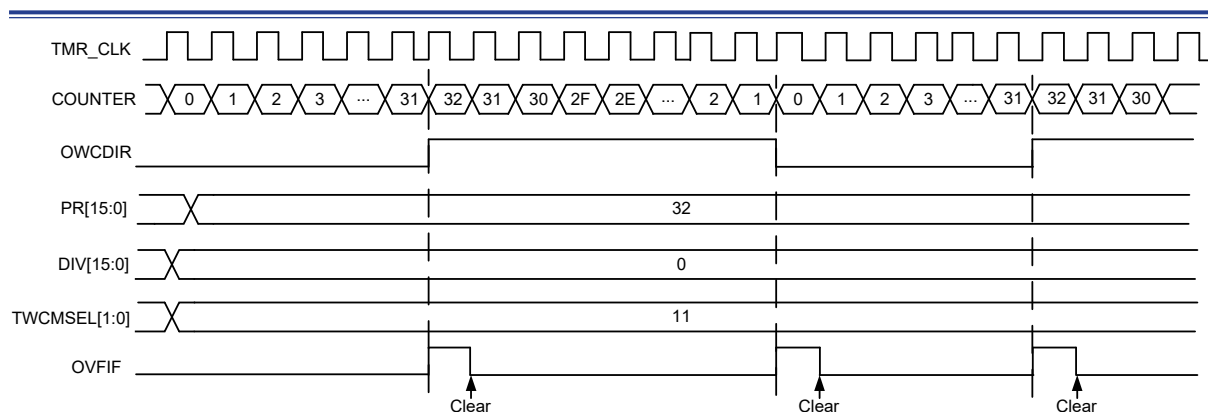 TMR_CLK
COUNTER 0 1 2 3 ... 31 32 31 30 2F 2E ... 2 1 0 1 2 3 ... 31 32 31 30
OWCDIR
PR[15:0] 32
DIV[15:0] 0
TWCMSEL[1:0] 11
OVFIF
Clear Clear Clear